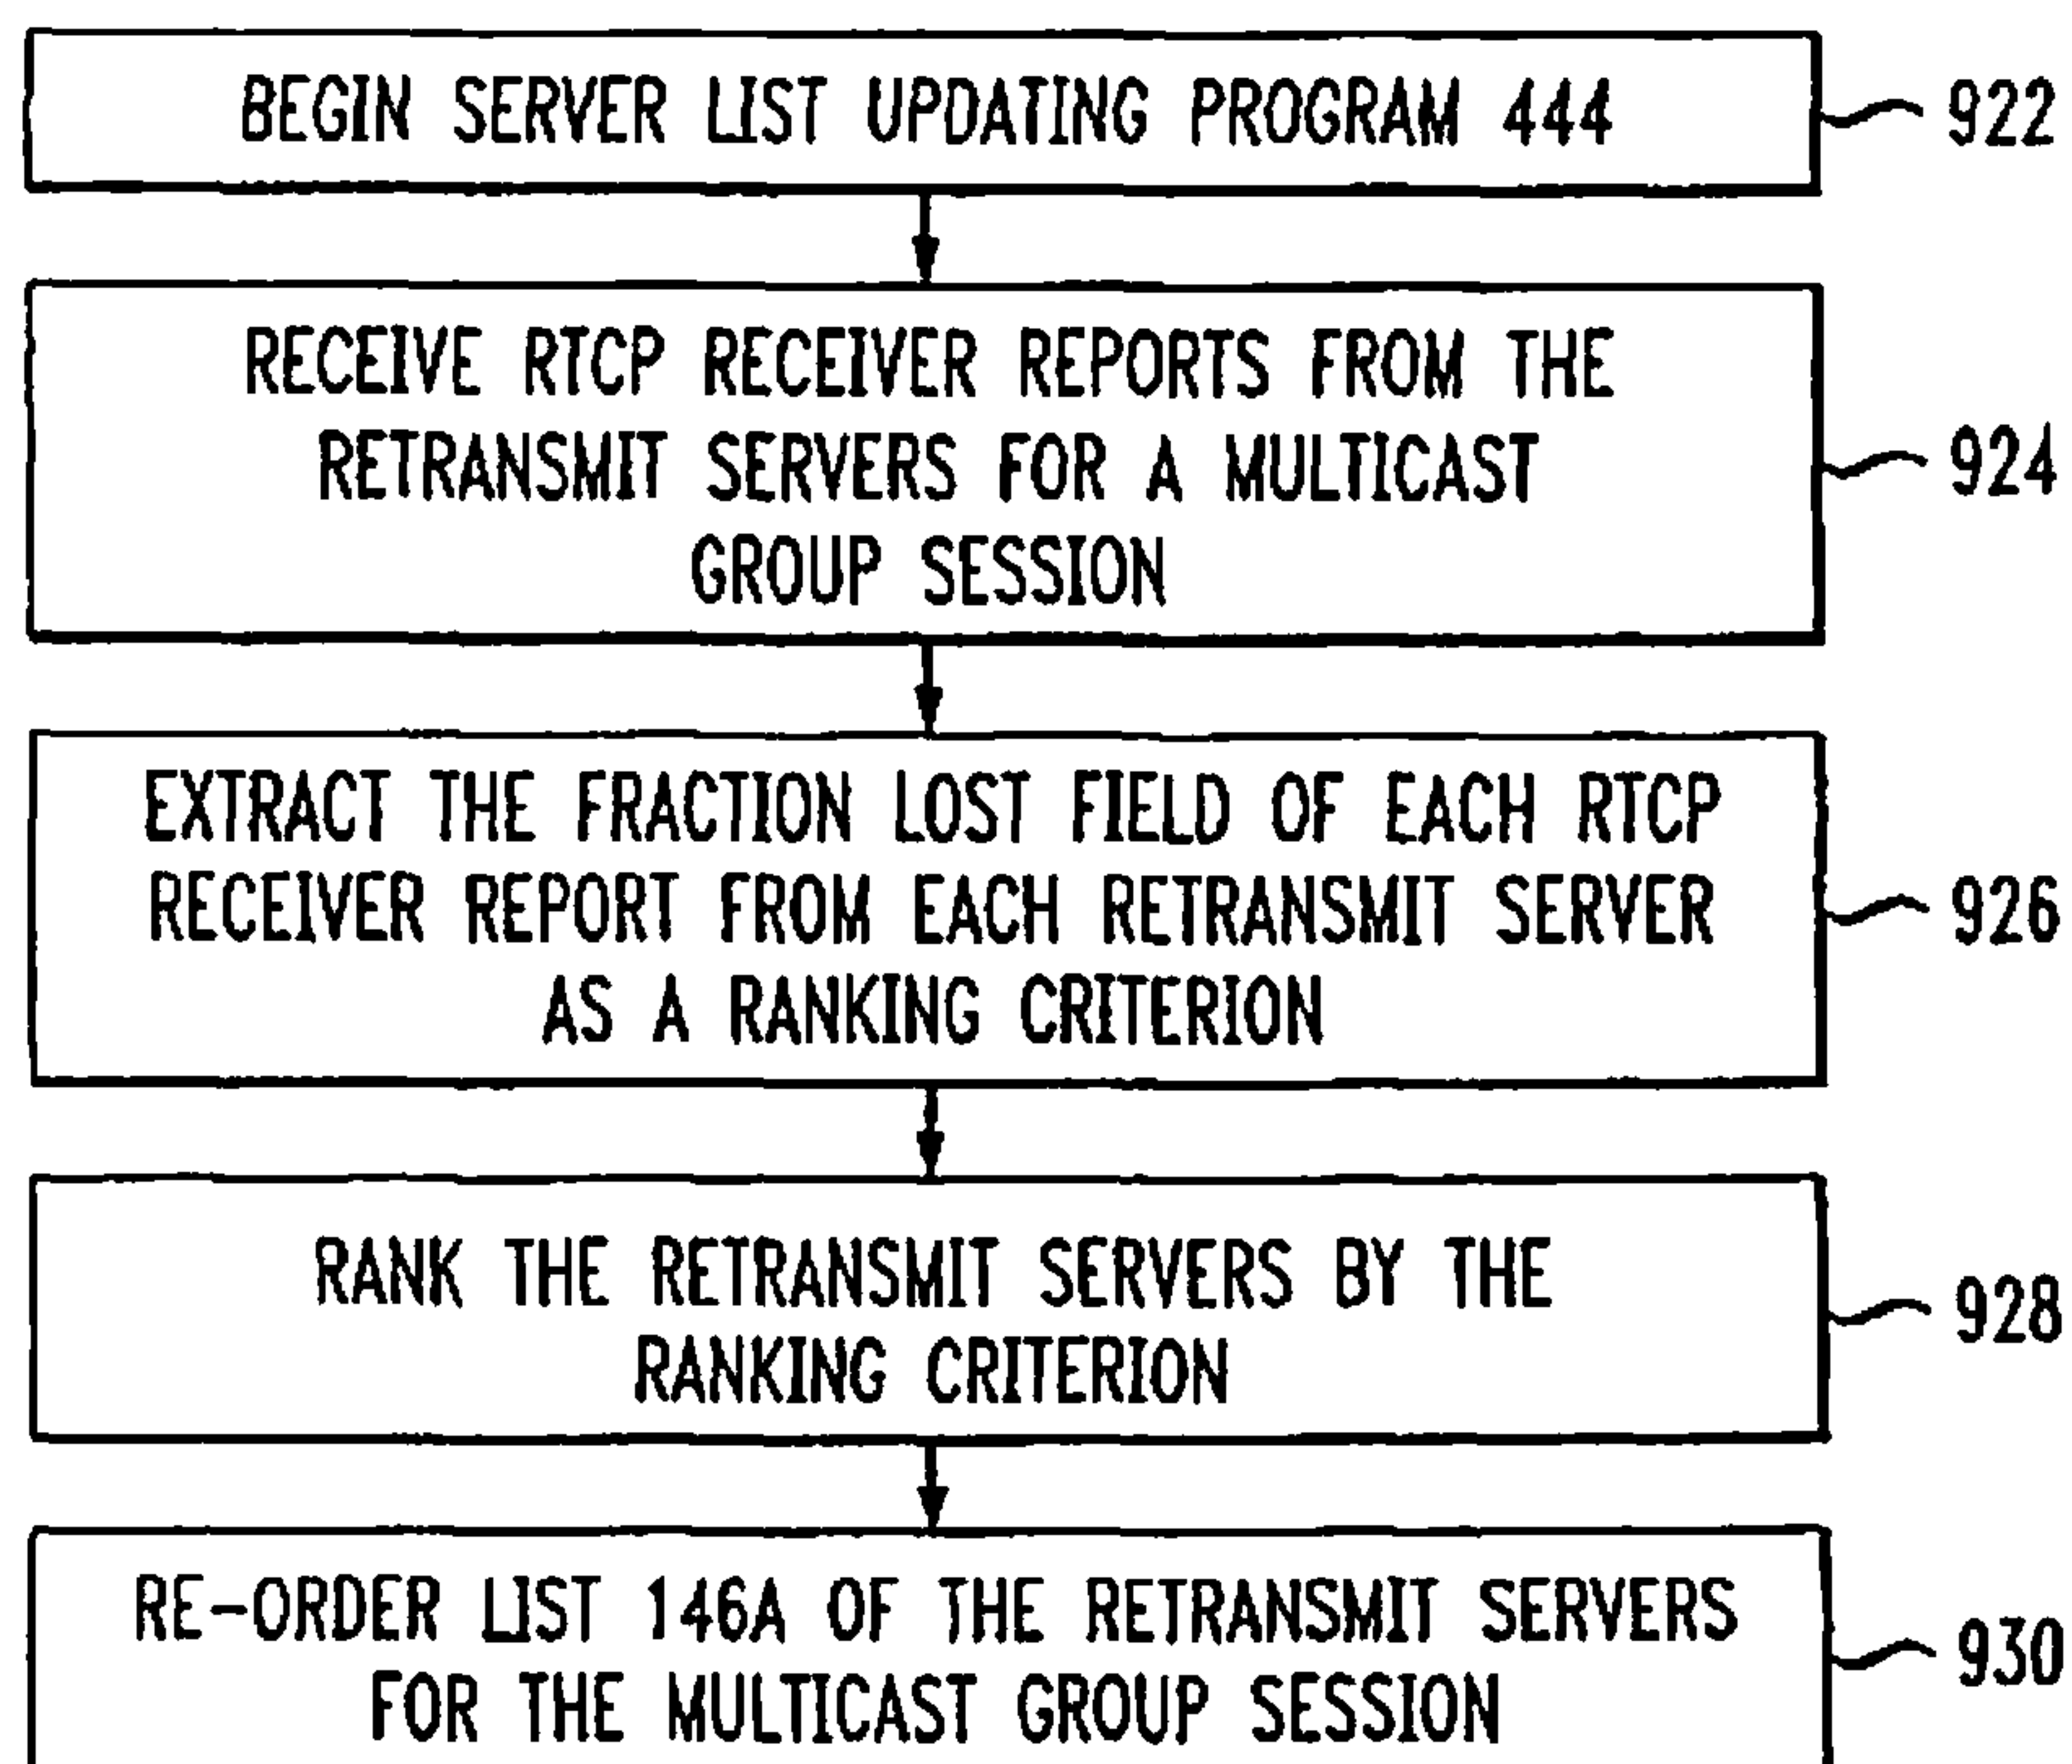 BEGIN SERVER LIST UPDATING PROGRAM 444
922
RECEIVE RTCP RECEIVER REPORTS FROM THE
RETRANSMIT SERVERS FOR A MULTICAST
GROUP SESSION
924
EXTRACT THE FRACTION LOST FIELD OF EACH RTCP
RECEIVER REPORT FROM EACH RETRANSMIT SERVER
AS A RANKING CRITERION
926
RANK THE RETRANSMIT SERVERS BY THE
RANKING CRITERION
928
RE-ORDER LIST 146A OF THE RETRANSMIT SERVERS
FOR THE MULTICAST GROUP SESSION
930